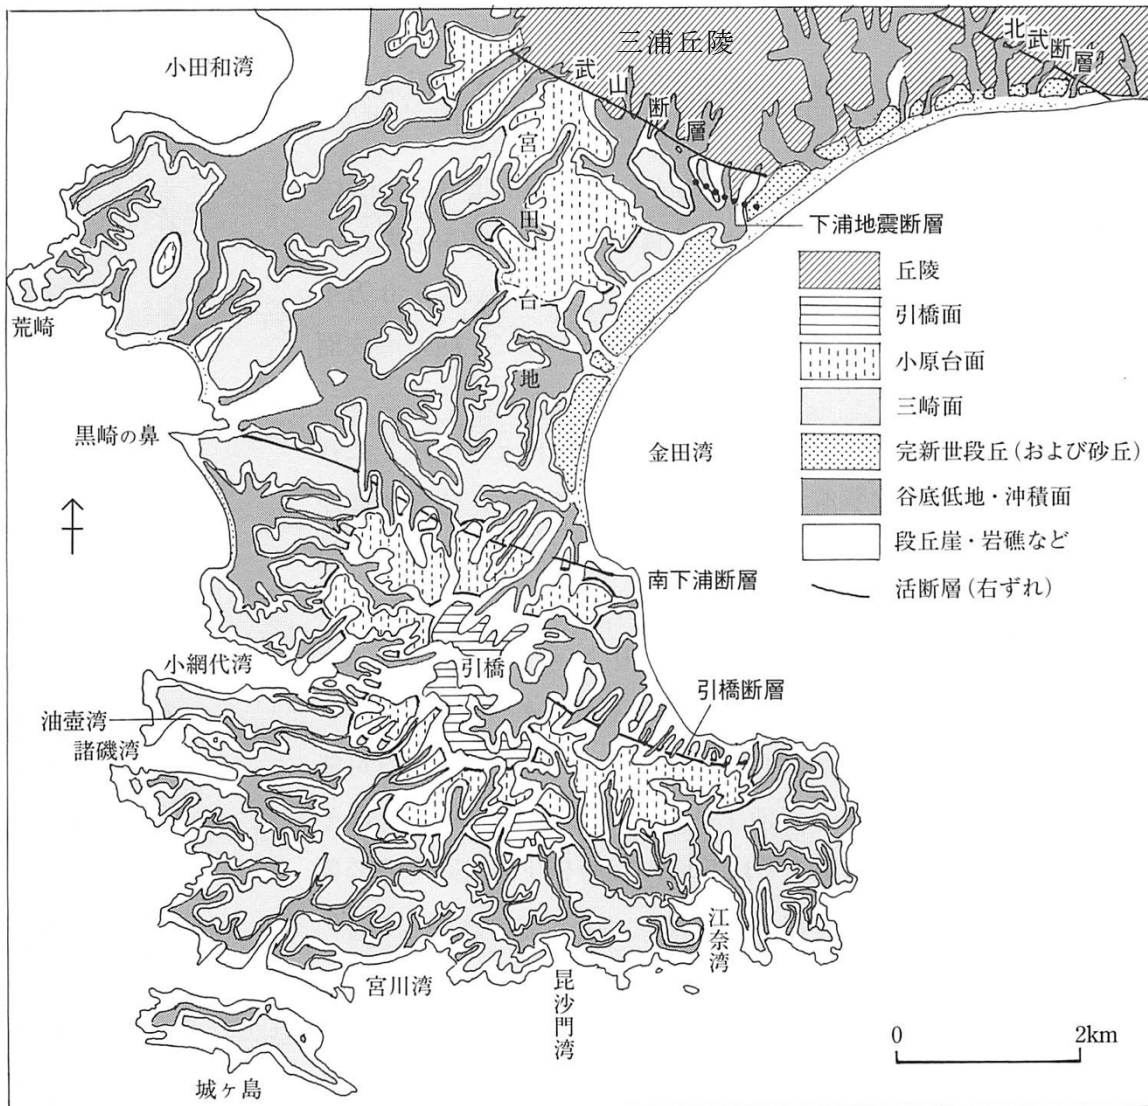 三浦丘陵
北武断層
小田和湾
武山断層
宮田台地
下浦地震断層
丘陵
引橋面
小原台面
三崎面
完新世段丘(および砂丘)
谷底低地・沖積面
段丘崖・岩礁など
活断層(右ずれ)
荒崎
黒崎の鼻
金田湾
南下浦断層
小網代湾
引橋
引橋断層
油壺湾
諸磯湾
江奈湾
宮川湾
昆沙門湾
城ヶ島
0
2km